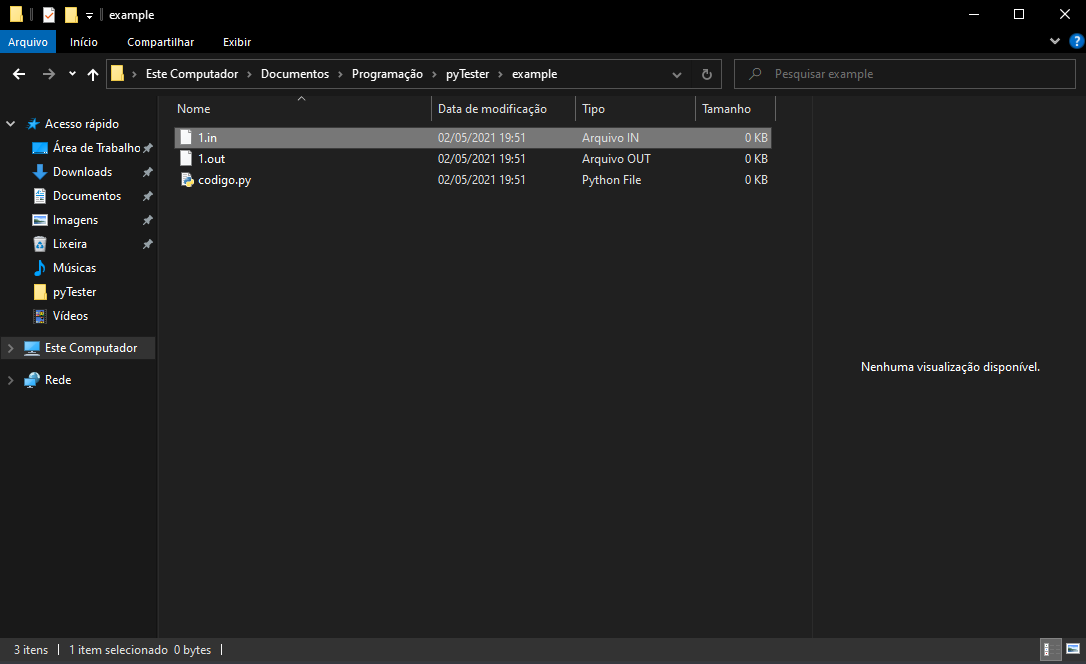 example
Arquivo Início Compartilhar Exibir
Este Computador Documentos Programação pyTester example
Pesquisar example
Nome Data de modificação Tipo Tamanho
1.in 02/05/2021 19:51 Arquivo IN 0 KB
1.out 02/05/2021 19:51 Arquivo OUT 0 KB
codigo.py 02/05/2021 19:51 Python File 0 KB
Acesso rápido
Área de Trabalho
Downloads
Documentos
Imagens
Lixeira
Músicas
pyTester
Vídeos
Este Computador
Rede
Nenhuma visualização disponível.
3 itens 1 item selecionado 0 bytes